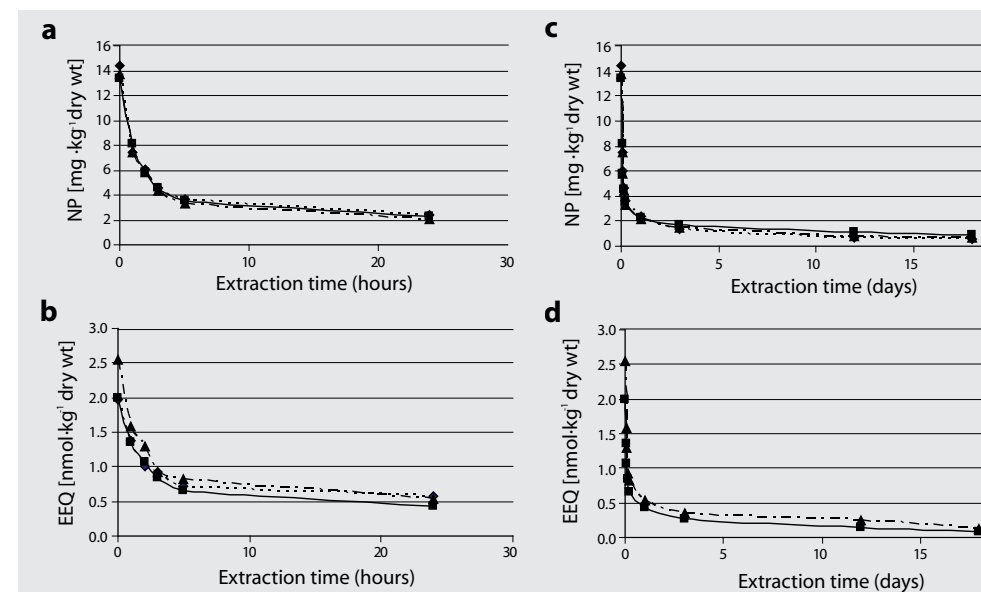 a
16
14
12
10
8
6
4
2
0
NP [mg ·kg⁻¹ dry wt]
0 10 20 30
Extraction time (hours)
c
16
14
12
10
8
6
4
2
0
NP [mg ·kg⁻¹ dry wt]
0 5 10 15
Extraction time (days)
b
3.0
2.5
2.0
1.5
1.0
0.5
0.0
EEQ [nmol·kg⁻¹ dry wt]
0 10 20 30
Extraction time (hours)
d
3.0
2.5
2.0
1.5
1.0
0.5
0.0
EEQ [nmol·kg⁻¹ dry wt]
0 5 10 15
Extraction time (days)